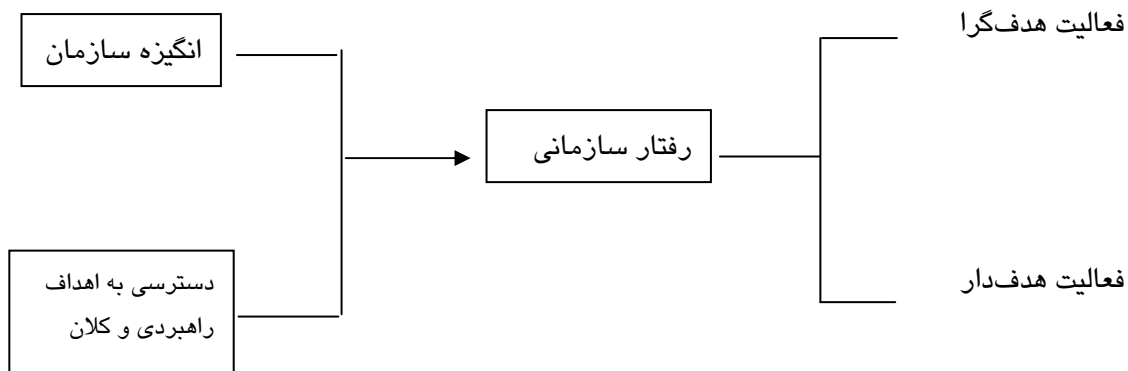 فعالیت هدف‌گرا
انگیزه سازمان
رفتار سازمانی
دسترسی به اهداف
راهبردی و کلان
فعالیت هدف‌دار